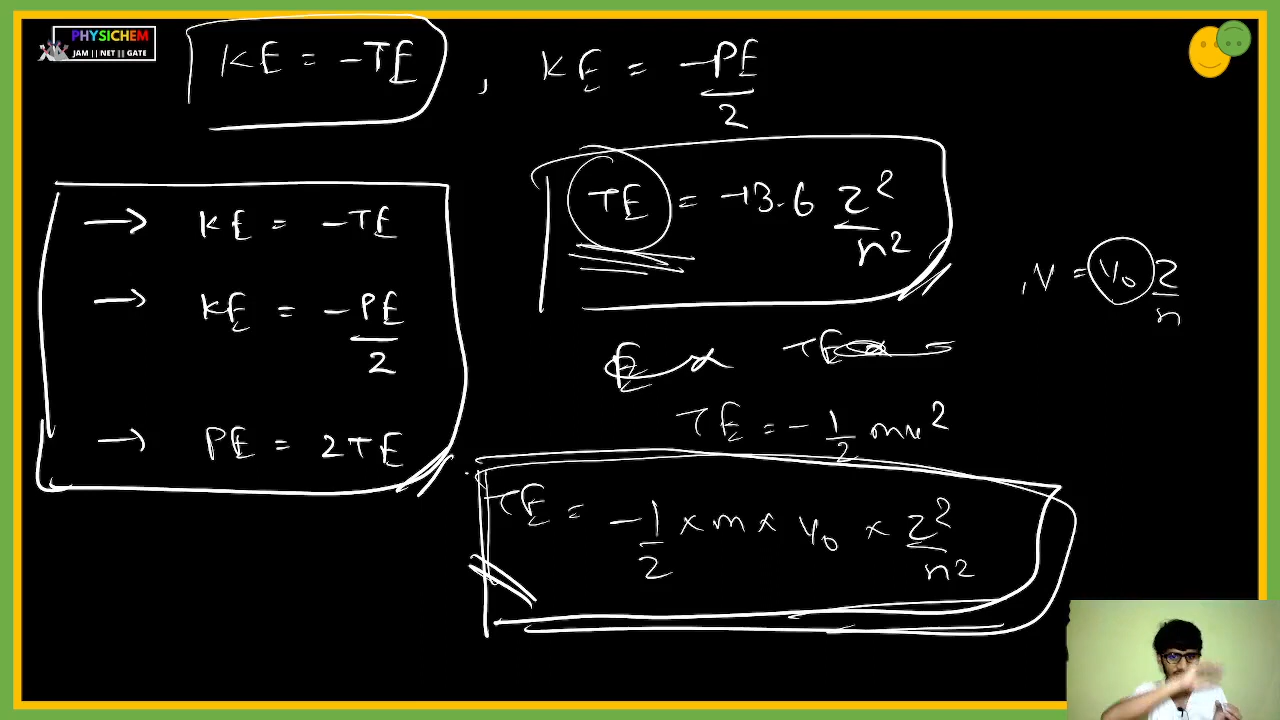 PHYSICHEM
JAM || NET || GATE
KE = -TE , KE = -PE/2
→ KE = -TE
→ KE = -PE/2
→ PE = 2TE
TE = -13.6 Z²/n²
, V = V₀ Z/n
E ∝ TE ∝ =
TE = - 1/2 mv²
TE = -1/2 × m × V₀ × Z²/n²